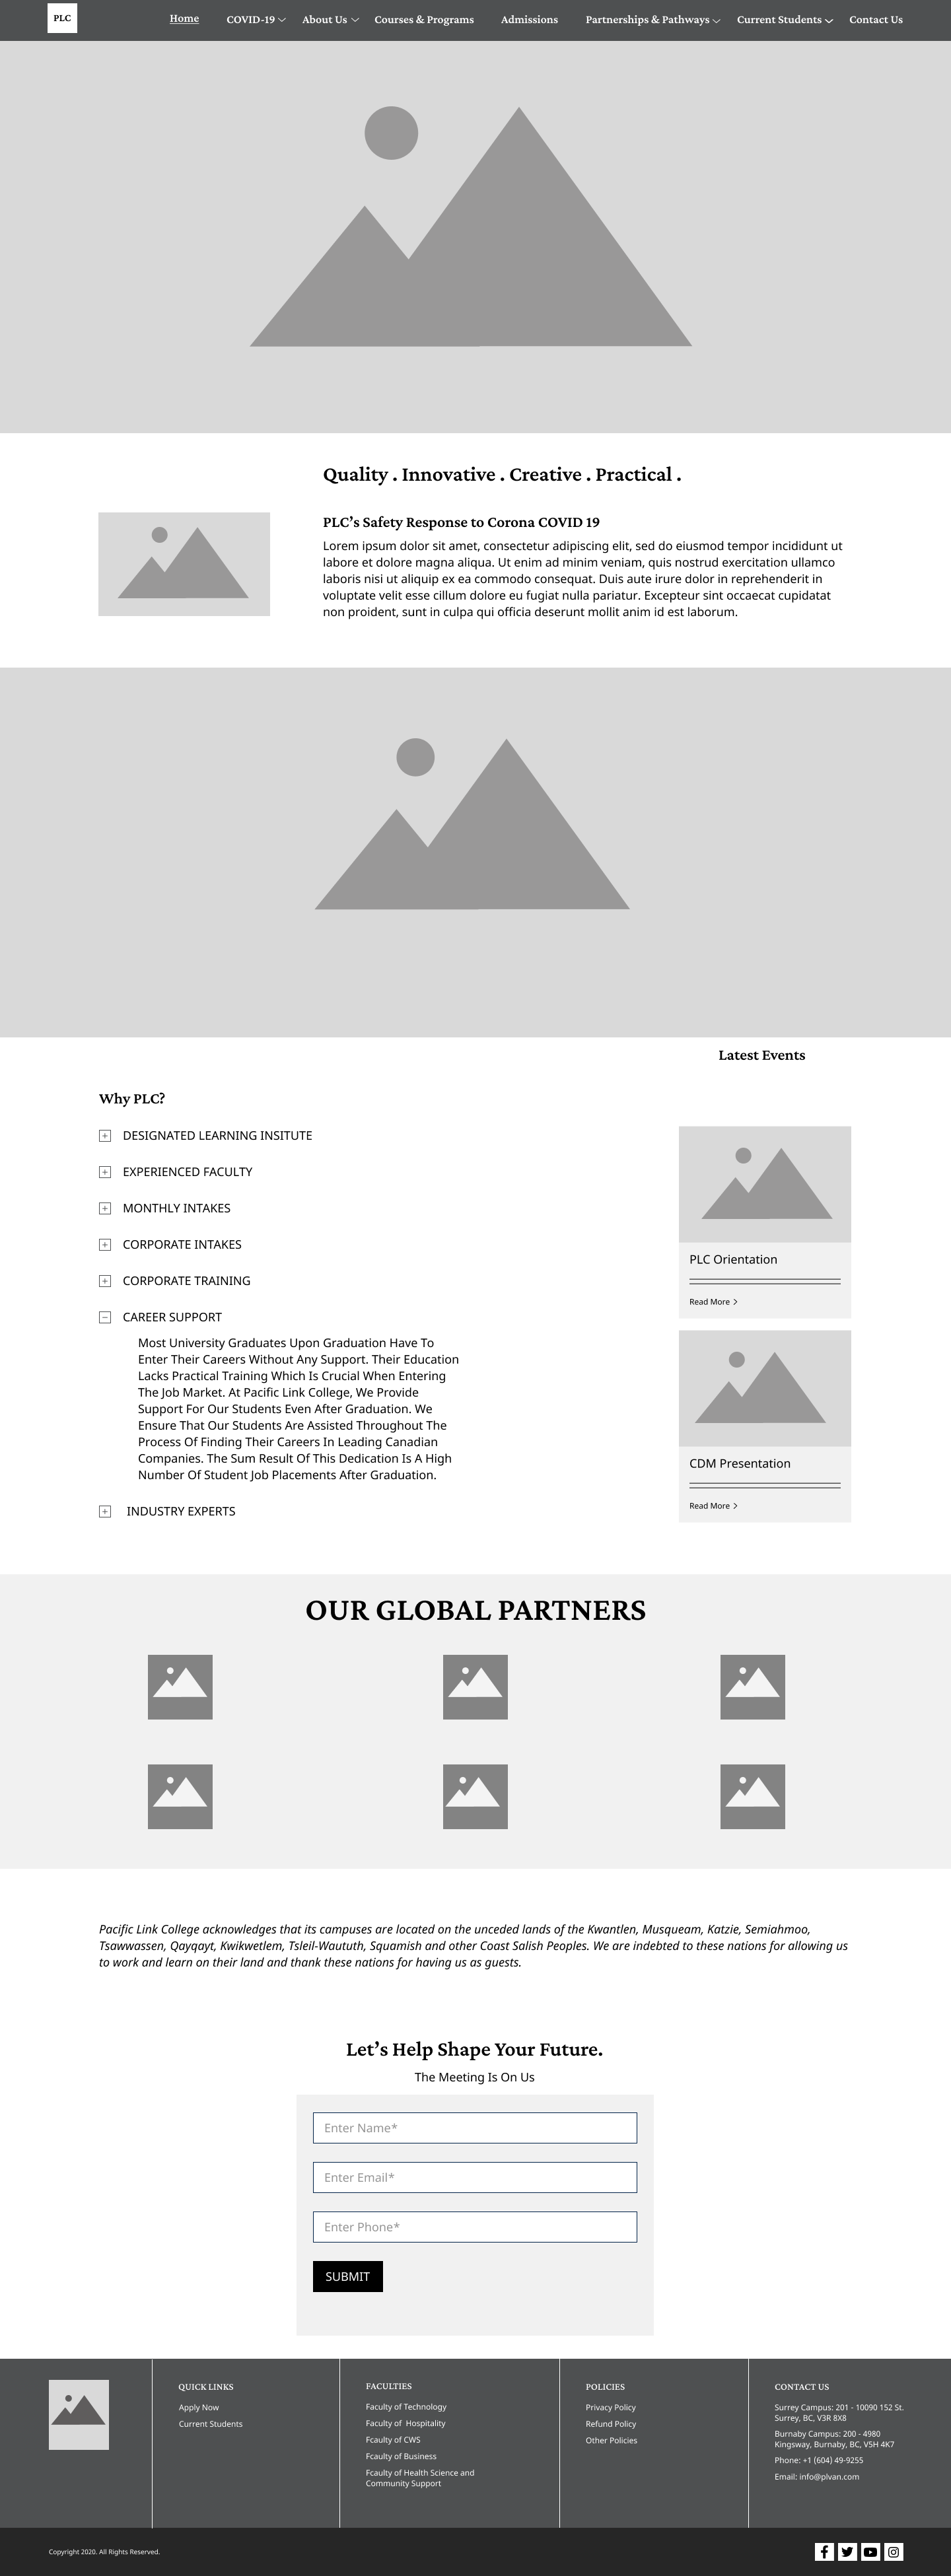 PLC
Home COVID-19 About Us Courses & Programs Admissions Partnerships & Pathways Current Students Contact Us
Quality . Innovative . Creative . Practical .
PLC’s Safety Response to Corona COVID 19
Lorem ipsum dolor sit amet, consectetur adipiscing elit, sed do eiusmod tempor incididunt ut
labore et dolore magna aliqua. Ut enim ad minim veniam, quis nostrud exercitation ullamco
laboris nisi ut aliquip ex ea commodo consequat. Duis aute irure dolor in reprehenderit in
voluptate velit esse cillum dolore eu fugiat nulla pariatur. Excepteur sint occaecat cupidatat
non proident, sunt in culpa qui officia deserunt mollit anim id est laborum.
Why PLC?
DESIGNATED LEARNING INSITUTE
EXPERIENCED FACULTY
MONTHLY INTAKES
CORPORATE INTAKES
CORPORATE TRAINING
CAREER SUPPORT
Most University Graduates Upon Graduation Have To
Enter Their Careers Without Any Support. Their Education
Lacks Practical Training Which Is Crucial When Entering
The Job Market. At Pacific Link College, We Provide
Support For Our Students Even After Graduation. We
Ensure That Our Students Are Assisted Throughout The
Process Of Finding Their Careers In Leading Canadian
Companies. The Sum Result Of This Dedication Is A High
Number Of Student Job Placements After Graduation.
INDUSTRY EXPERTS
Latest Events
PLC Orientation
Read More
CDM Presentation
Read More
OUR GLOBAL PARTNERS
Pacific Link College acknowledges that its campuses are located on the unceded lands of the Kwantlen, Musqueam, Katzie, Semiahmoo,
Tsawwassen, Qayqayt, Kwikwetlem, Tsleil-Waututh, Squamish and other Coast Salish Peoples. We are indebted to these nations for allowing us
to work and learn on their land and thank these nations for having us as guests.
Let’s Help Shape Your Future.
The Meeting Is On Us
Enter Name*
Enter Email*
Enter Phone*
SUBMIT
QUICK LINKS
Apply Now
Current Students
FACULTIES
Faculty of Technology
Faculty of Hospitality
Fcaulty of CWS
Fcaulty of Business
Fcaulty of Health Science and
Community Support
POLICIES
Privacy Policy
Refund Policy
Other Policies
CONTACT US
Surrey Campus: 201 - 10090 152 St.
Surrey, BC, V3R 8X8
Burnaby Campus: 200 - 4980
Kingsway, Burnaby, BC, V5H 4K7
Phone: +1 (604) 49-9255
Email: info@plvan.com
Copyright 2020. All Rights Reserved.